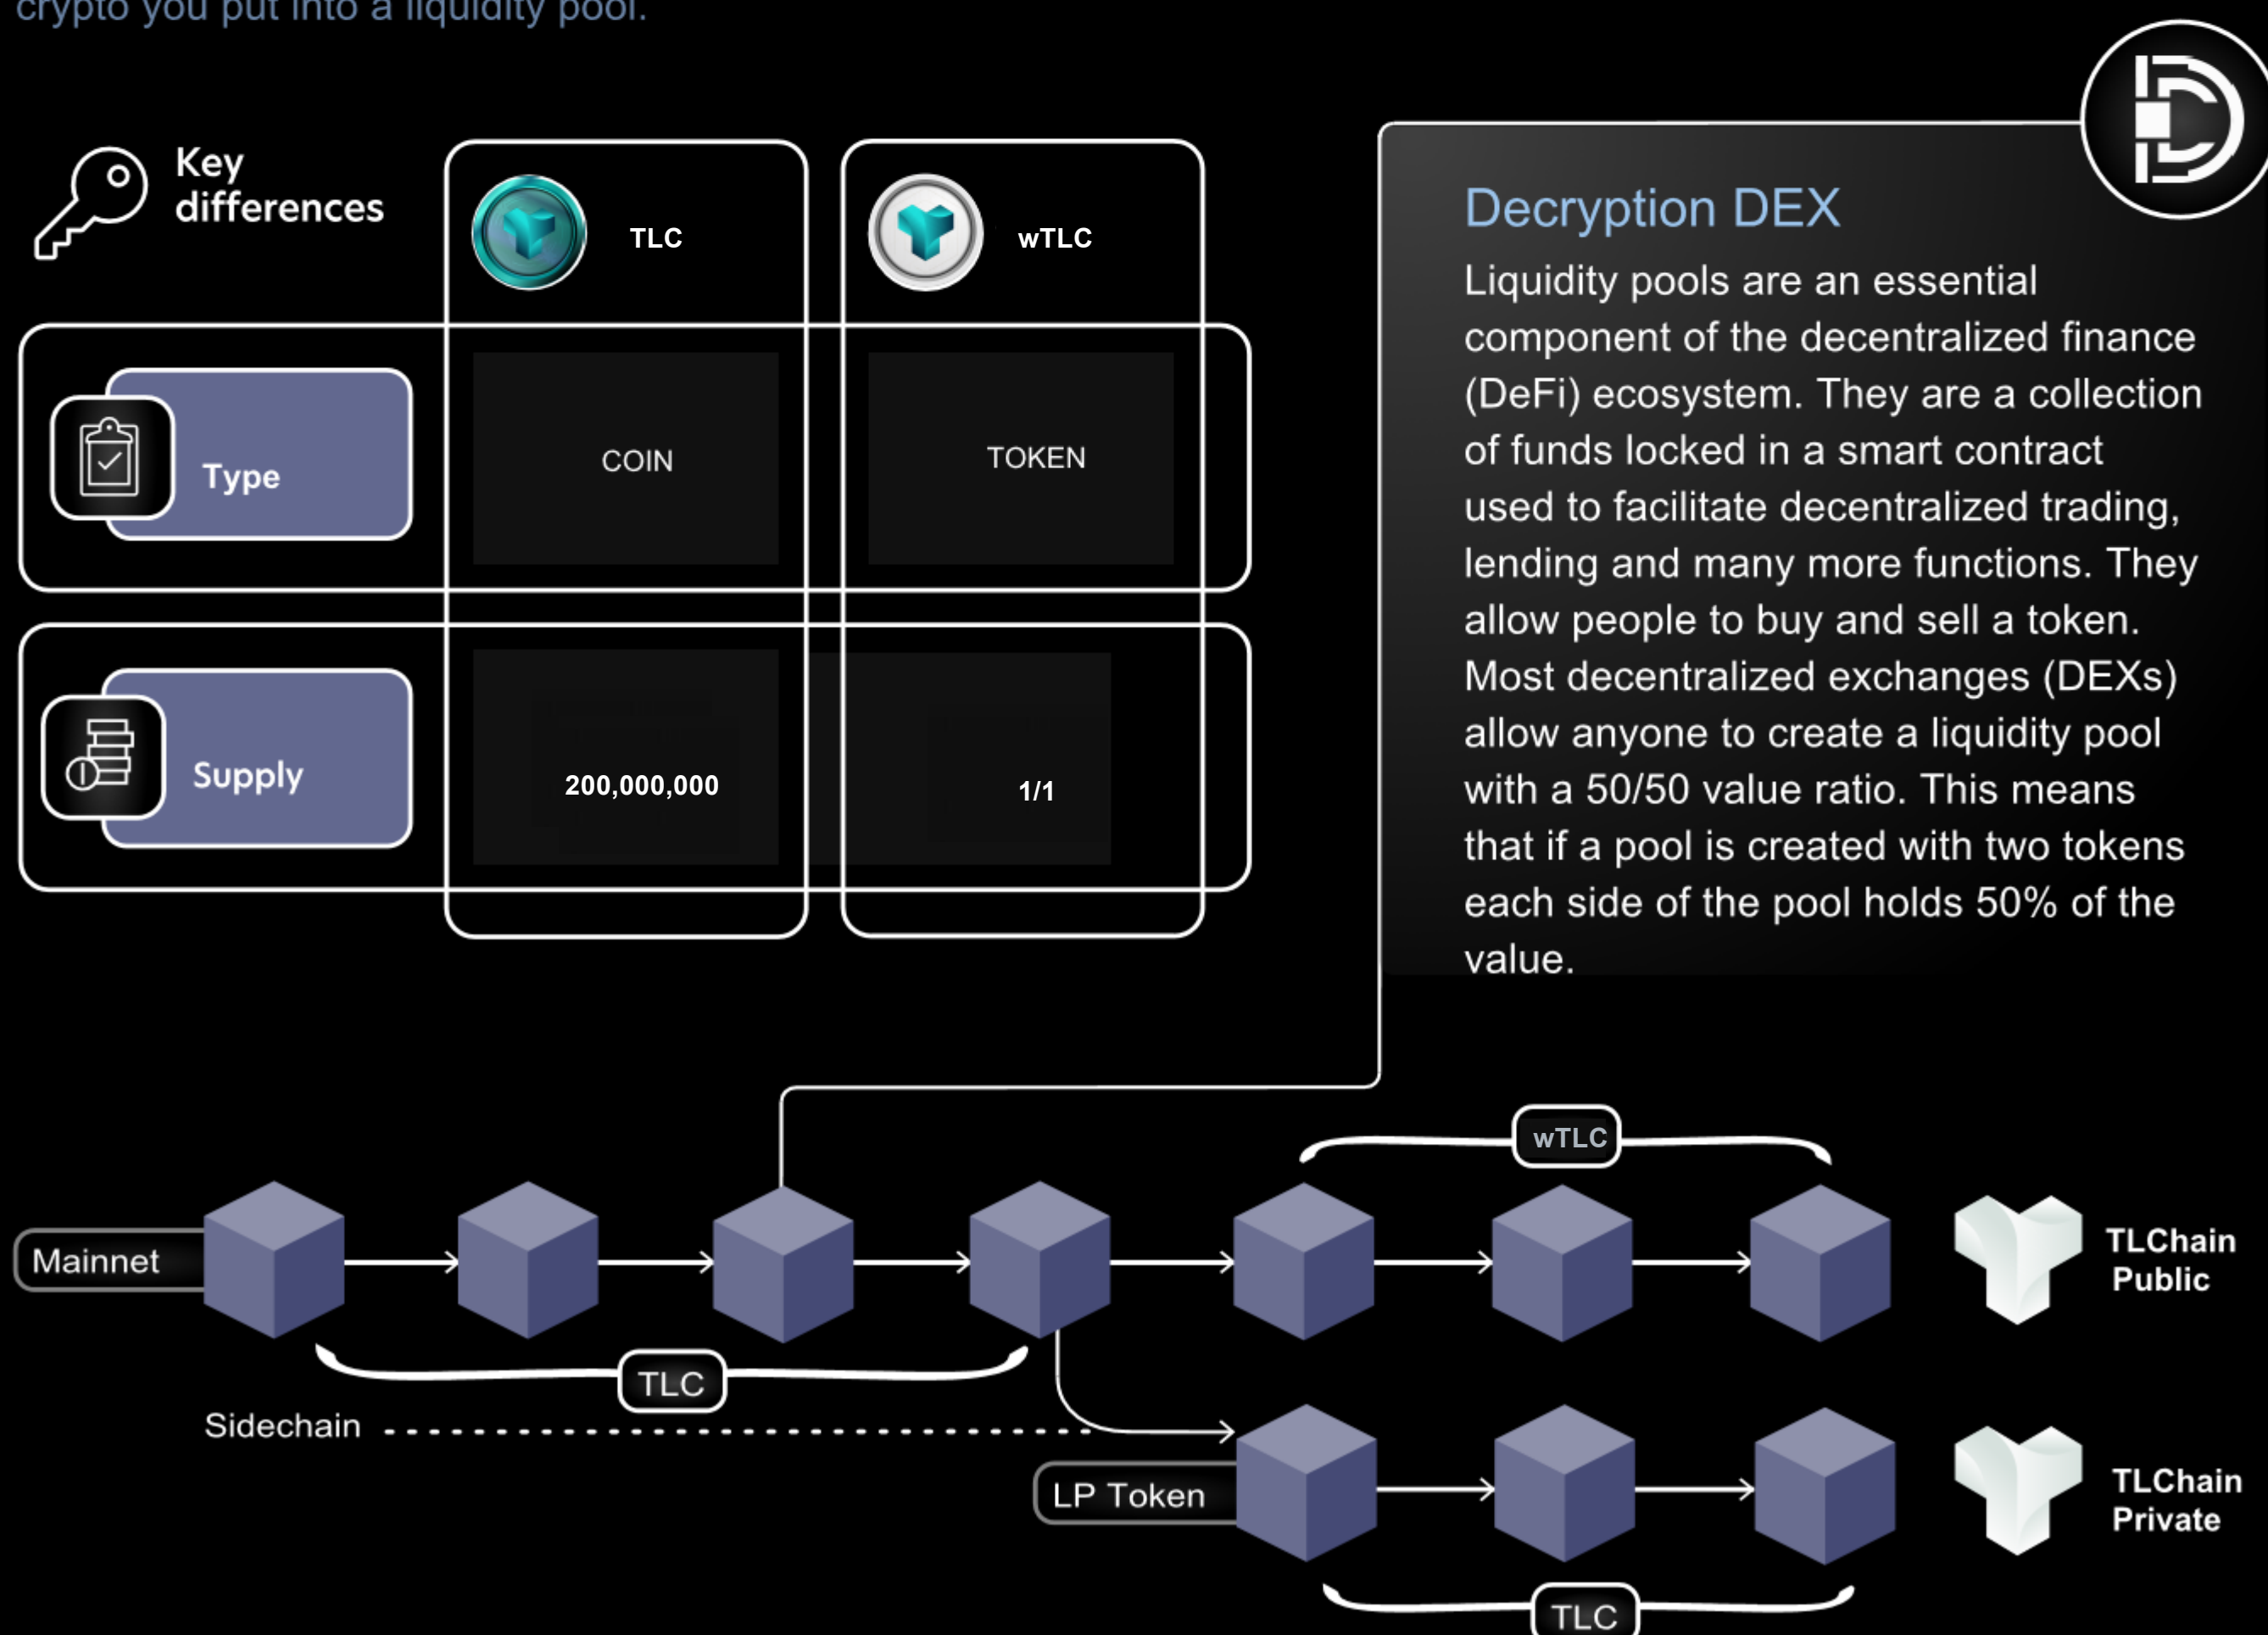 crypto you put into a liquidity pool.
Key
differences
TLC
wTLC
Type
COIN
TOKEN
Supply
200,000,000
1/1
Decryption DEX
Liquidity pools are an essential
component of the decentralized finance
(DeFi) ecosystem. They are a collection
of funds locked in a smart contract
used to facilitate decentralized trading,
lending and many more functions. They
allow people to buy and sell a token.
Most decentralized exchanges (DEXs)
allow anyone to create a liquidity pool
with a 50/50 value ratio. This means
that if a pool is created with two tokens
each side of the pool holds 50% of the
value.
wTLC
Mainnet
TLChain
Public
TLC
Sidechain
LP Token
TLChain
Private
TLC